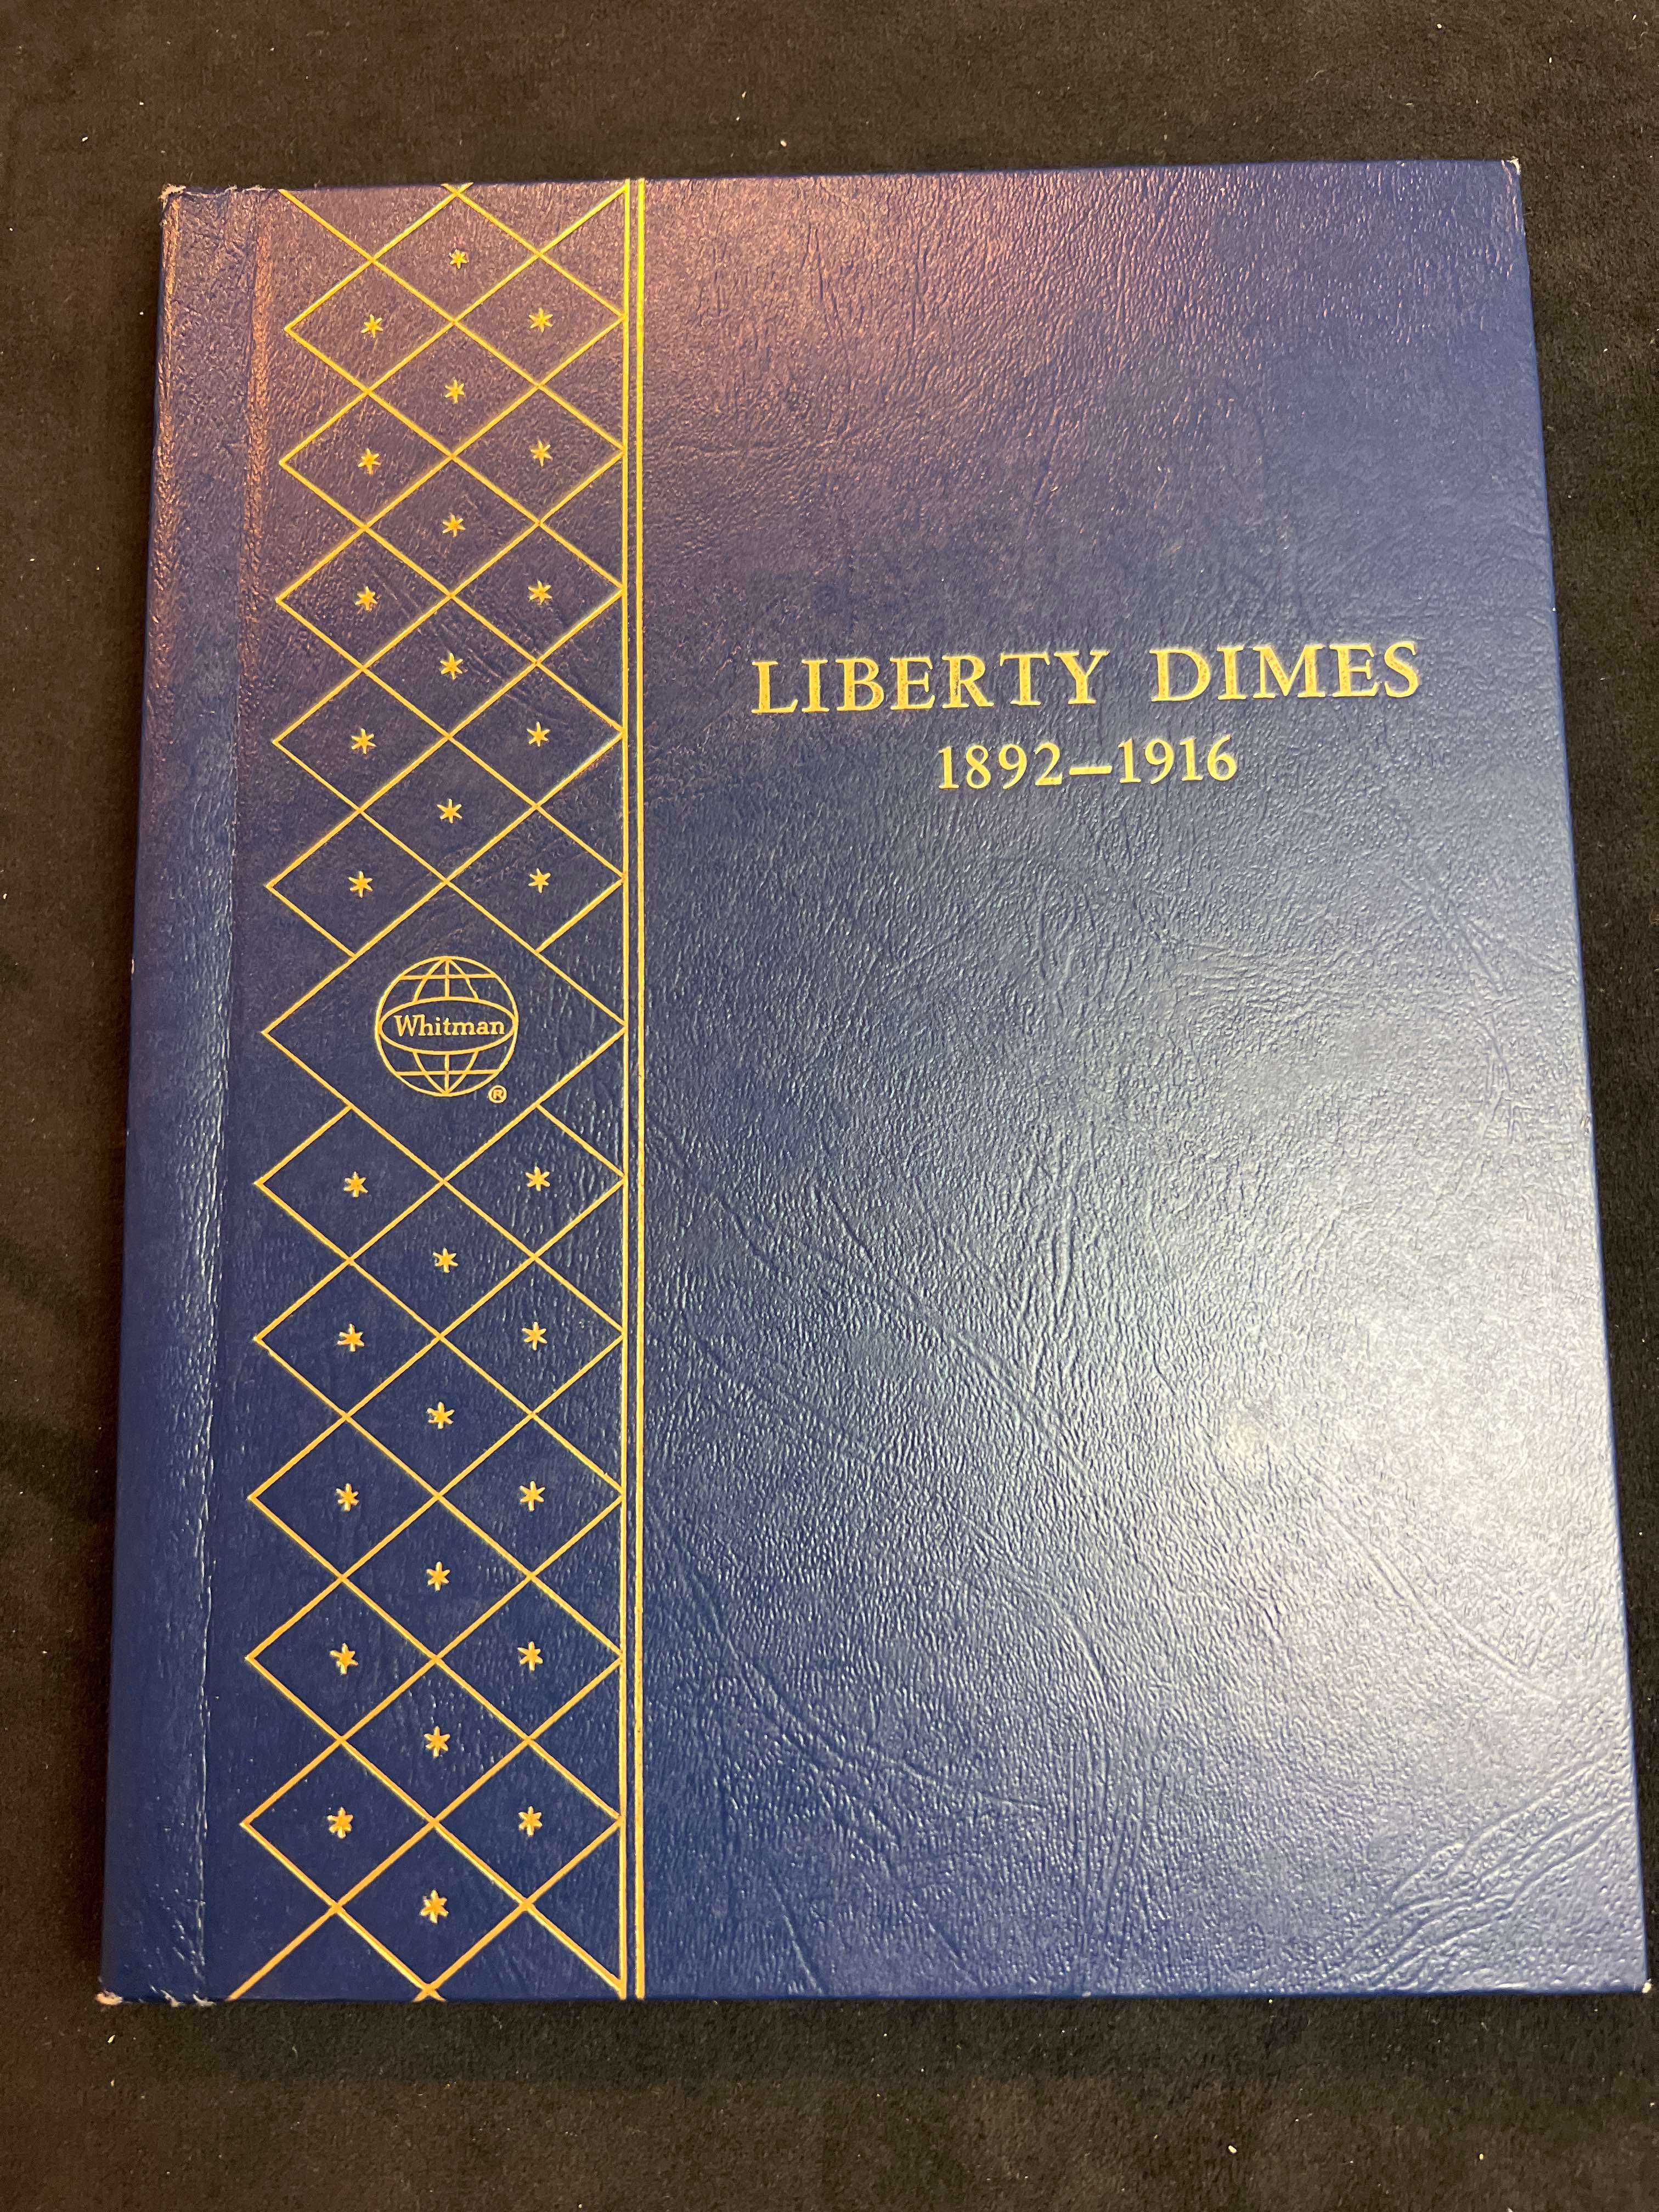 LIBERTY DIMES
1892–1916
Whitman
®